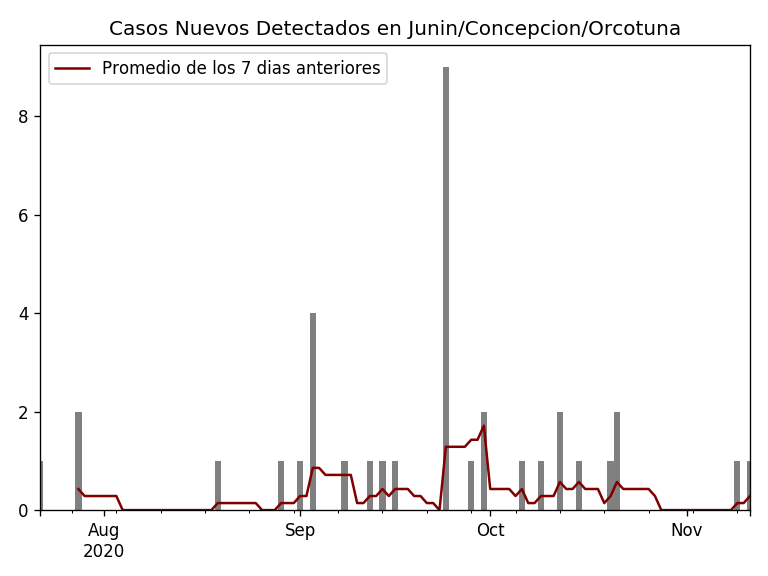 Casos Nuevos Detectados en Junin/Concepcion/Orcotuna
Promedio de los 7 dias anteriores
8
6
4
2
0
Aug
2020
Sep
Oct
Nov